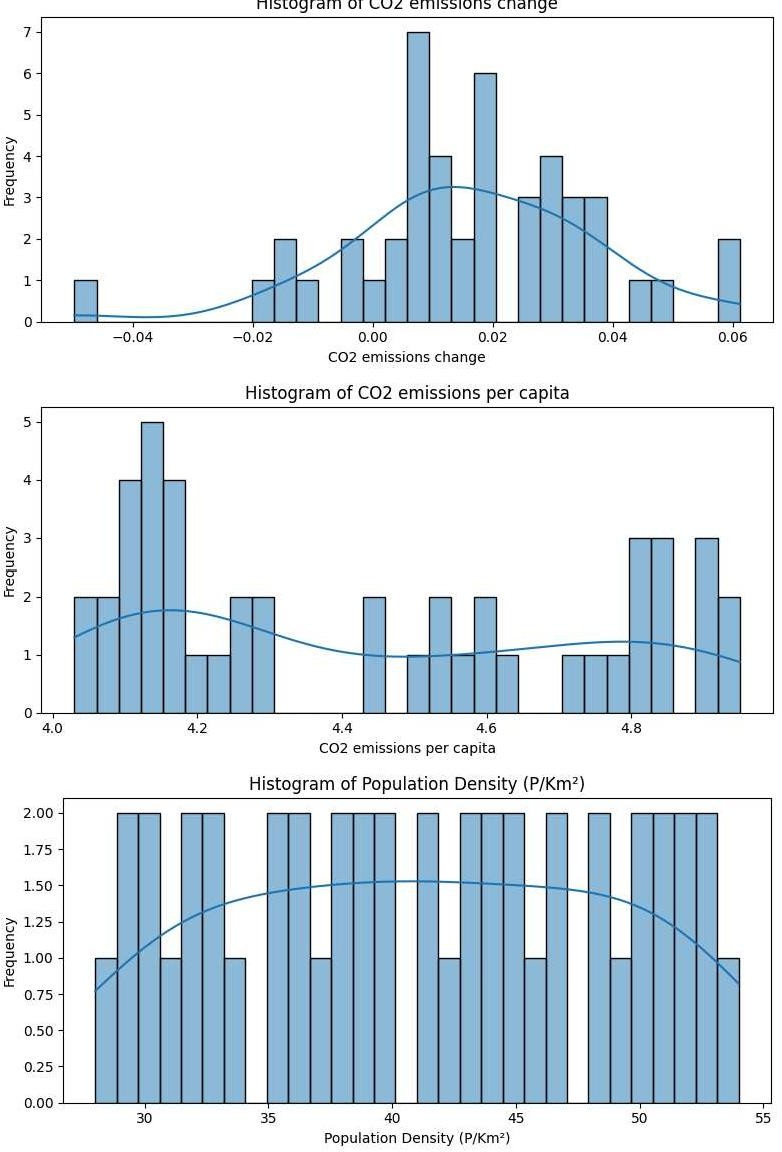 Histogram of CO2 emissions change
7
6
5
4
3
2
1
0
Frequency
−0.04 −0.02 0.00 0.02 0.04 0.06
CO2 emissions change
Histogram of CO2 emissions per capita
5
4
3
2
1
0
Frequency
4.0 4.2 4.4 4.6 4.8
CO2 emissions per capita
Histogram of Population Density (P/Km²)
2.00
1.75
1.50
1.25
1.00
0.75
0.50
0.25
0.00
Frequency
30 35 40 45 50 55
Population Density (P/Km²)